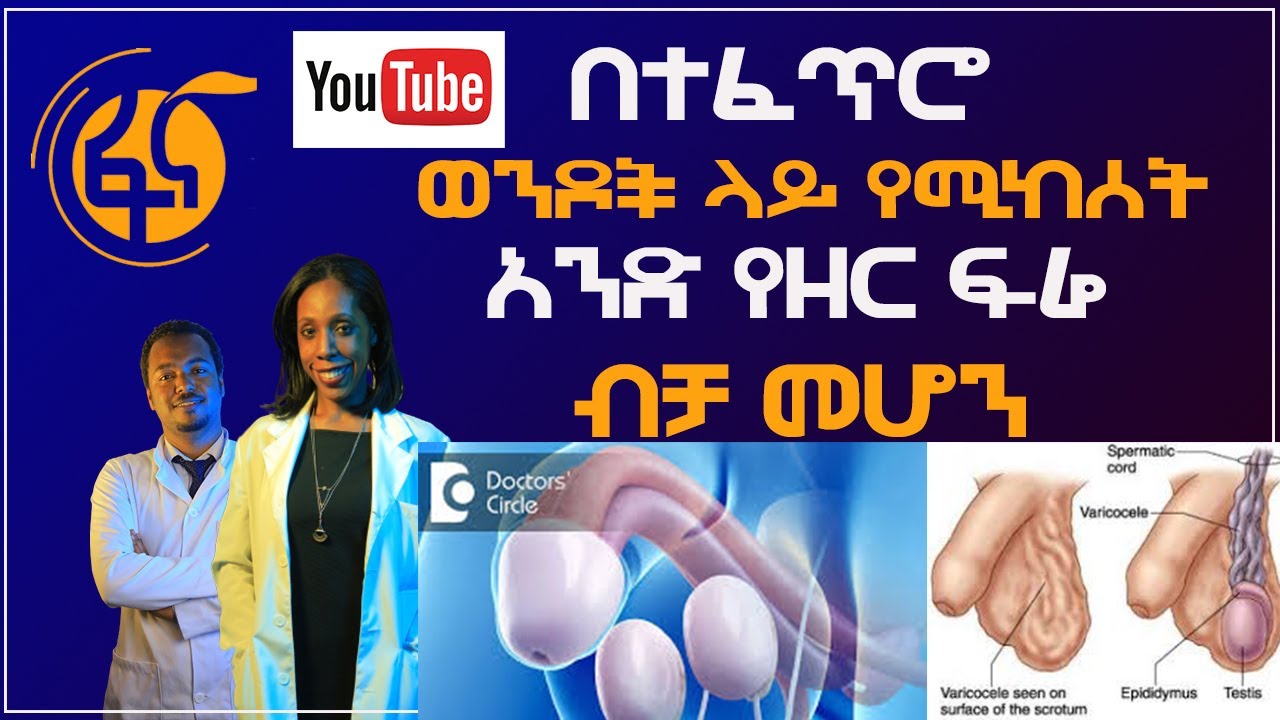 ፋና
YouTube
በተፈጥሮ
ወንዶቹ ላይ የሚከሰት
አንድ የዘር ፍሬ
ብቻ መሆን
Doctors'
Circle
Spermatic
cord
Varicocele
Varicocele seen on
surface of the scrotum
Epididymus
Testis